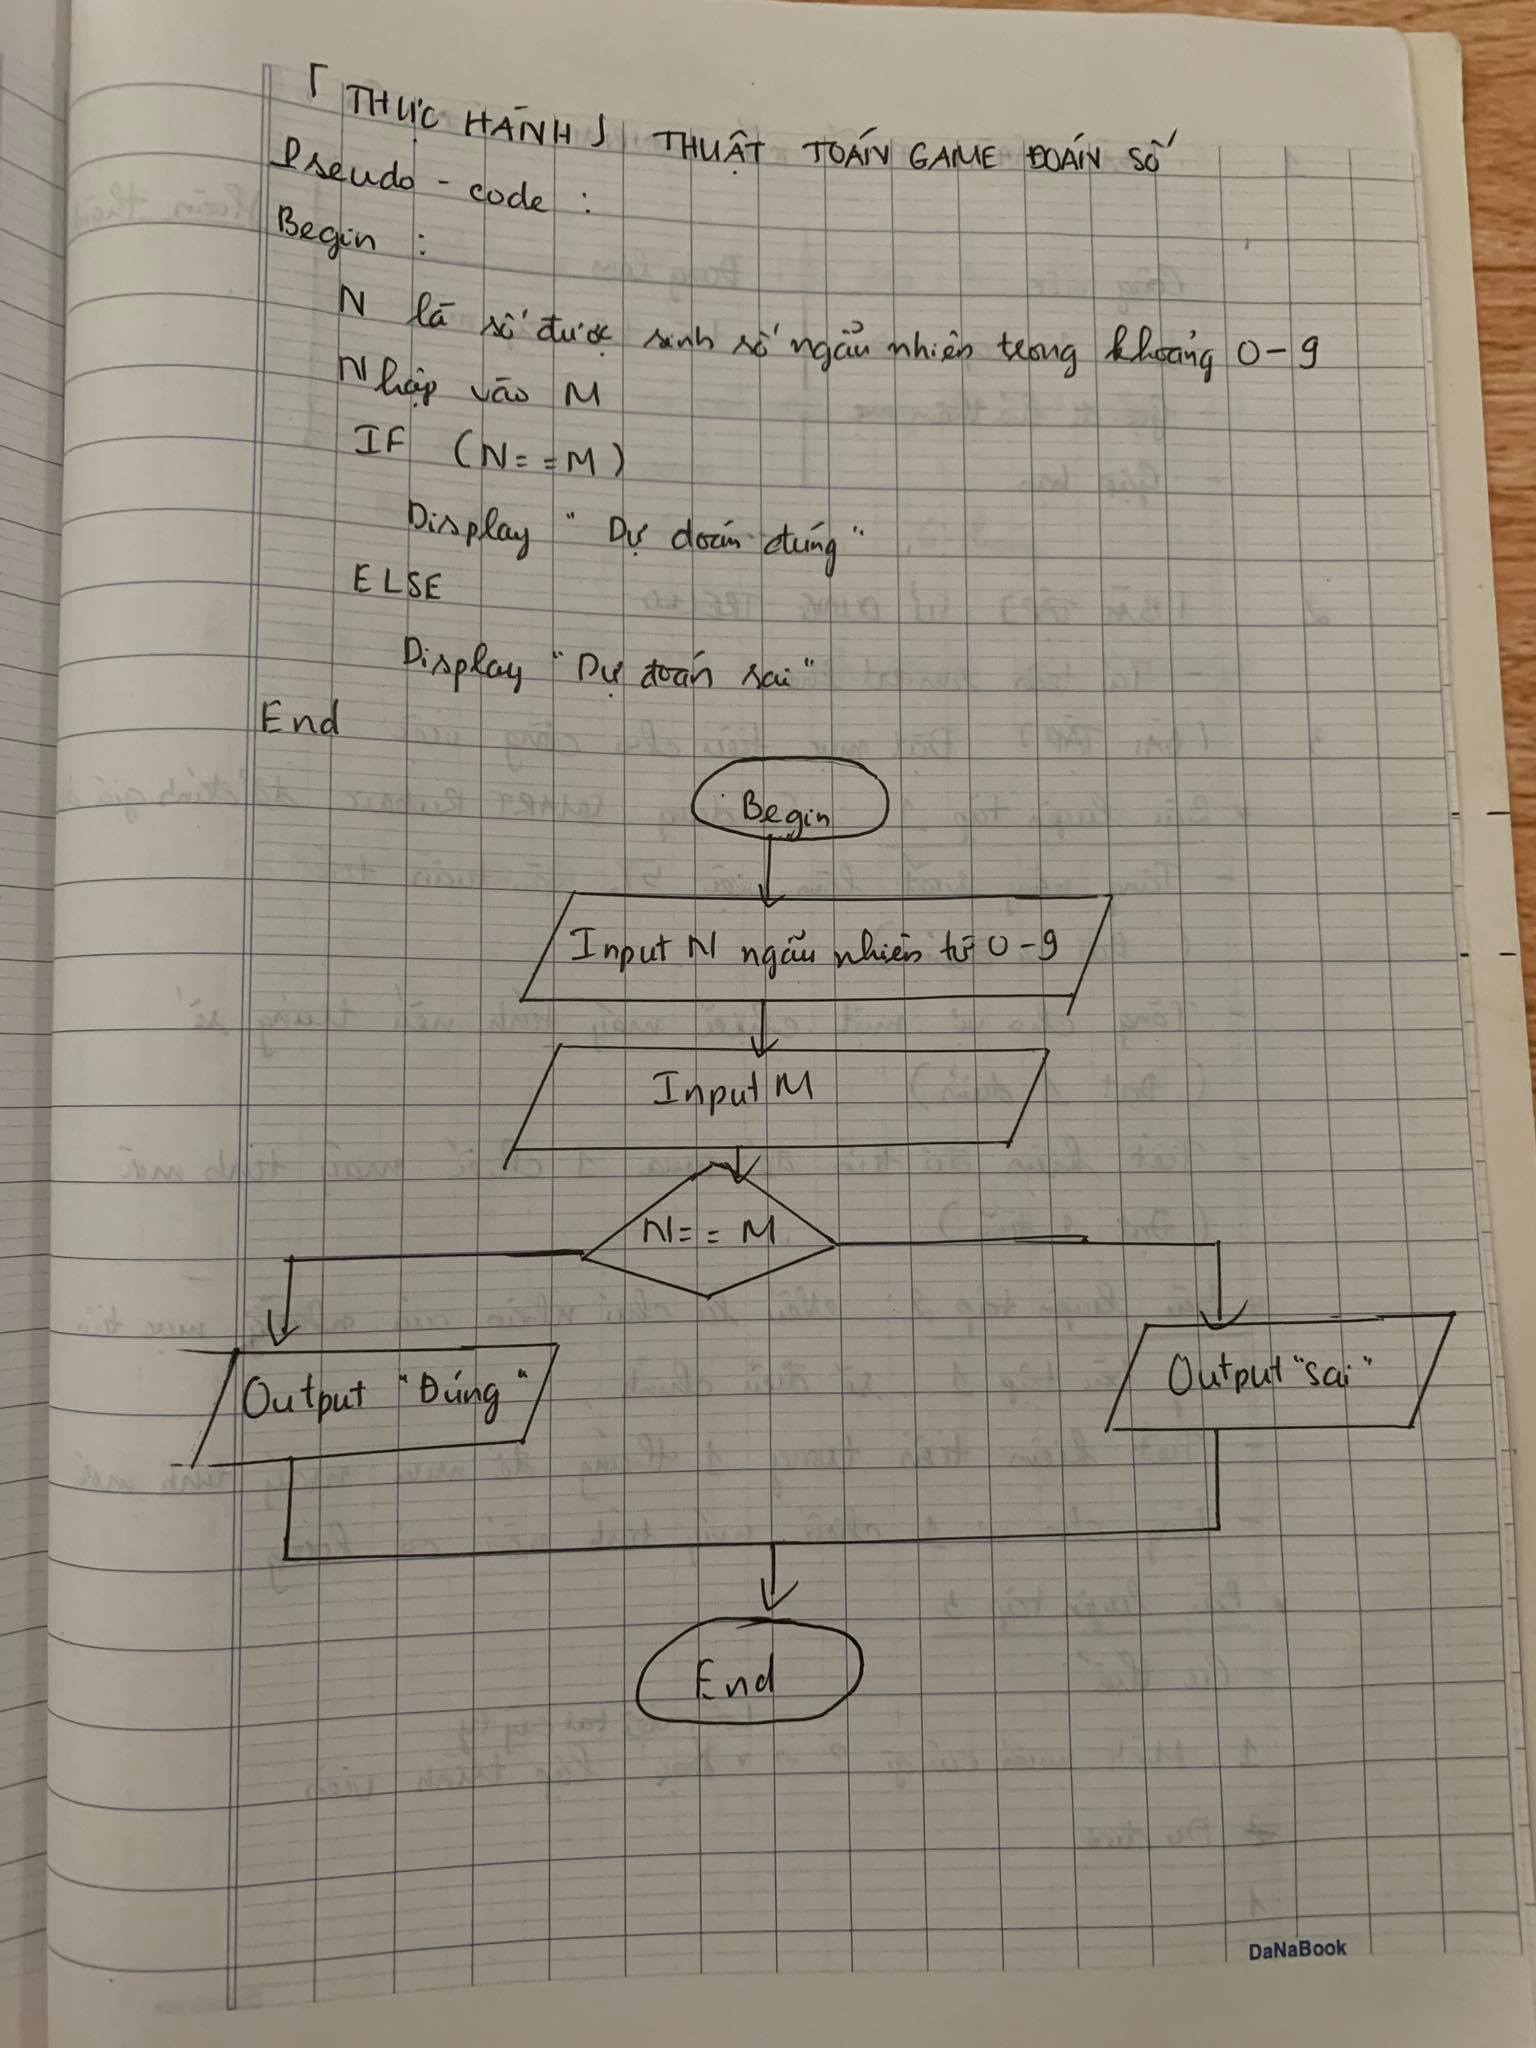 [THỰC HÀNH] THUẬT TOÁN GAME ĐOÁN SỐ
Pseudo - code :
Begin :
N là số được sinh số ngẫu nhiên trong khoảng 0 - 9
Nhập vào M
IF (N = = M)
Display "Dự đoán đúng"
ELSE
Display "Dự đoán sai"
End
Begin
Input N ngẫu nhiên từ 0 - 9
Input M
N = = M
Output "Đúng"
Output "sai"
End
DaNaBook